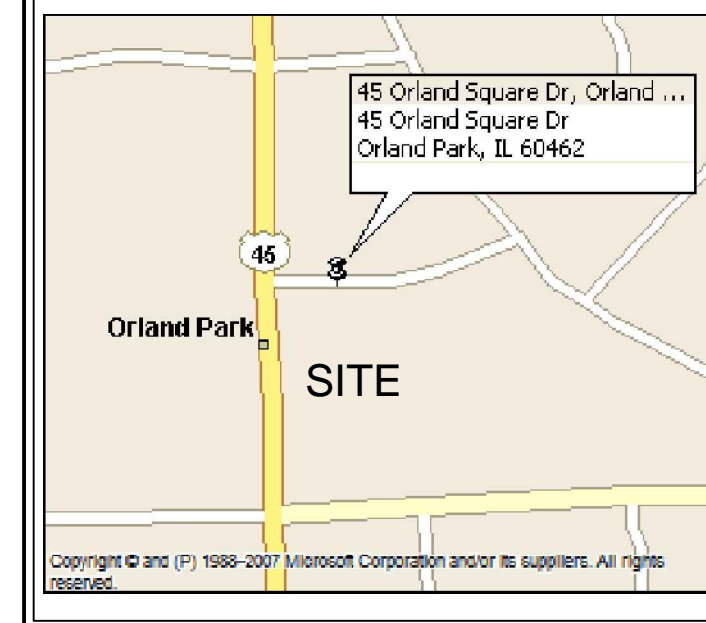 45 Orland Square Dr, Orland ...
45 Orland Square Dr
Orland Park, IL 60462
45
Orland Park
SITE
Copyright © and (P) 1988–2007 Microsoft Corporation and/or its suppliers. All rights
reserved.